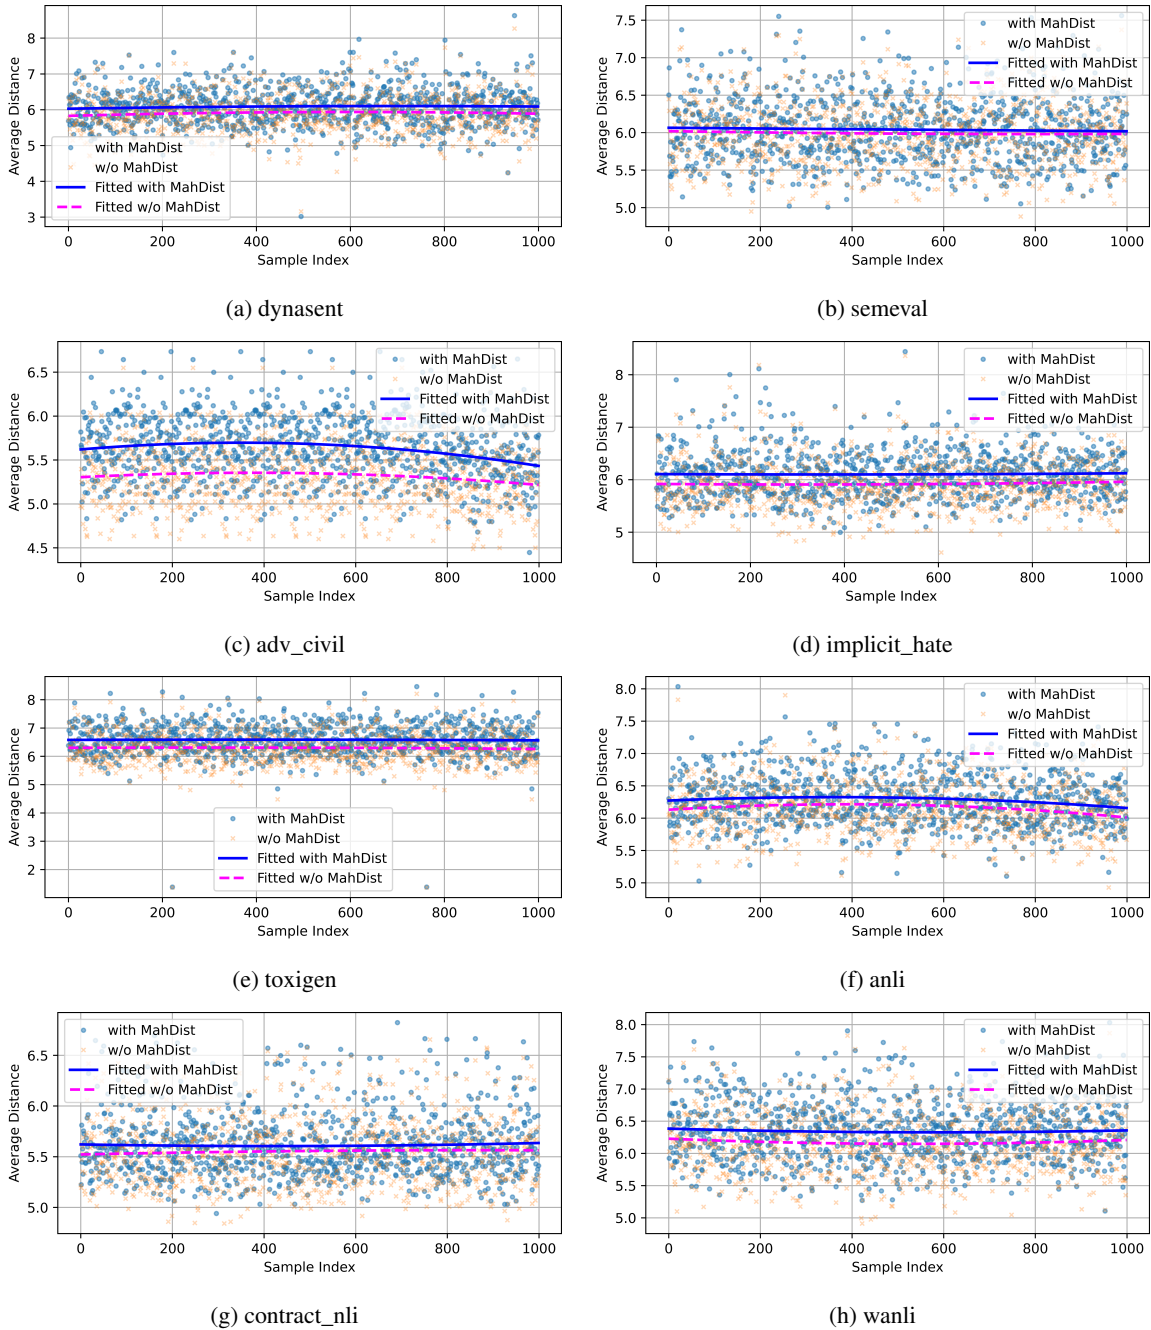 8
7
6
5
4
3
Average Distance
with MahDist
w/o MahDist
Fitted with MahDist
Fitted w/o MahDist
0 200 400 600 800 1000
Sample Index
(a) dynasent
7.5
7.0
6.5
6.0
5.5
5.0
Average Distance
with MahDist
w/o MahDist
Fitted with MahDist
Fitted w/o MahDist
0 200 400 600 800 1000
Sample Index
(b) semeval
6.5
6.0
5.5
5.0
4.5
Average Distance
with MahDist
w/o MahDist
Fitted with MahDist
Fitted w/o MahDist
0 200 400 600 800 1000
Sample Index
(c) adv_civil
8
7
6
5
Average Distance
with MahDist
w/o MahDist
Fitted with MahDist
Fitted w/o MahDist
0 200 400 600 800 1000
Sample Index
(d) implicit_hate
8
7
6
5
4
3
2
Average Distance
with MahDist
w/o MahDist
Fitted with MahDist
Fitted w/o MahDist
0 200 400 600 800 1000
Sample Index
(e) toxigen
8.0
7.5
7.0
6.5
6.0
5.5
5.0
Average Distance
with MahDist
w/o MahDist
Fitted with MahDist
Fitted w/o MahDist
0 200 400 600 800 1000
Sample Index
(f) anli
6.5
6.0
5.5
5.0
Average Distance
with MahDist
w/o MahDist
Fitted with MahDist
Fitted w/o MahDist
0 200 400 600 800 1000
Sample Index
(g) contract_nli
8.0
7.5
7.0
6.5
6.0
5.5
5.0
Average Distance
with MahDist
w/o MahDist
Fitted with MahDist
Fitted w/o MahDist
0 200 400 600 800 1000
Sample Index
(h) wanli